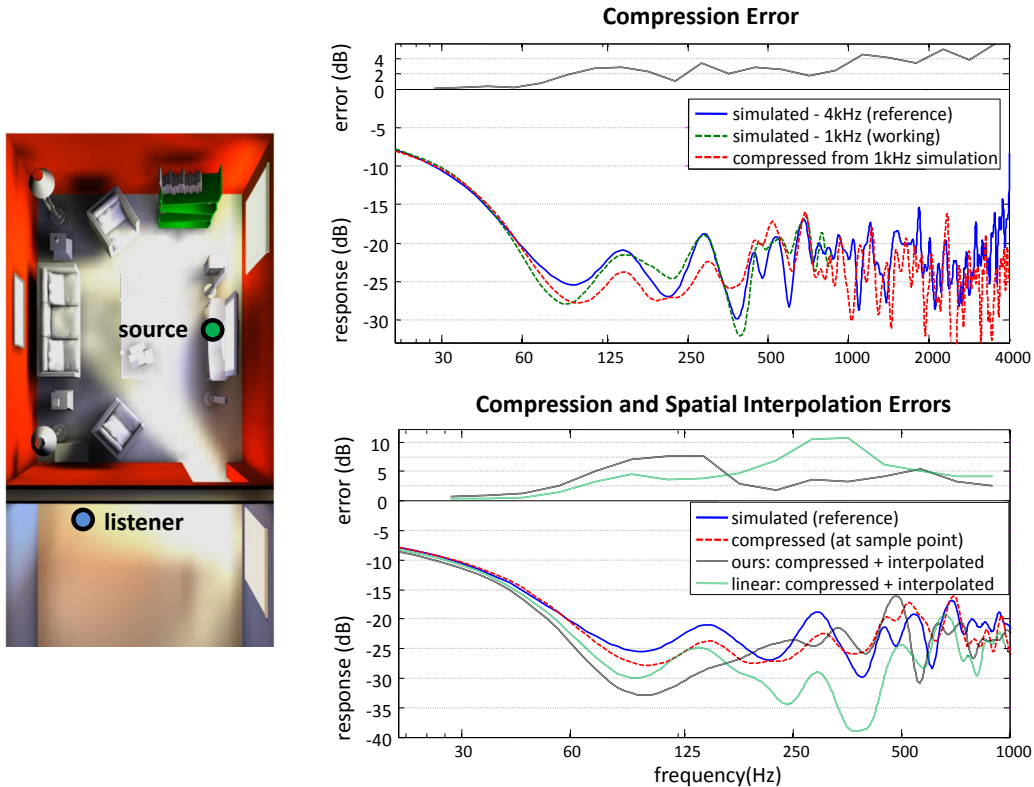 Compression Error
error (dB)
4
2
0
simulated - 4kHz (reference)
simulated - 1kHz (working)
compressed from 1kHz simulation
response (dB)
-5
-10
-15
-20
-25
-30
30 60 125 250 500 1000 2000 4000
source
listener
Compression and Spatial Interpolation Errors
error (dB)
10
5
0
simulated (reference)
compressed (at sample point)
ours: compressed + interpolated
linear: compressed + interpolated
response (dB)
-5
-10
-15
-20
-25
-30
-35
-40
30 60 125 250 500 1000
frequency(Hz)